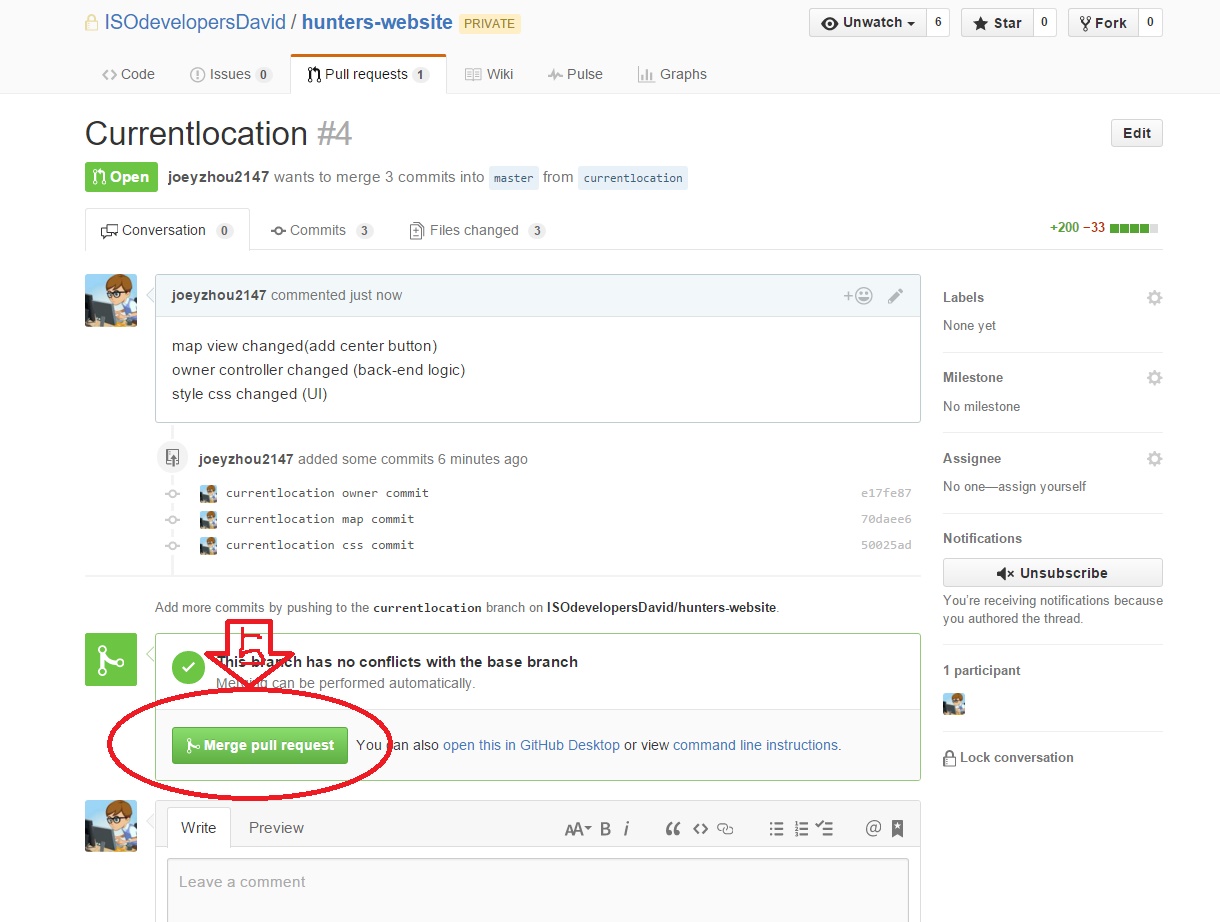 ISOdevelopersDavid / hunters-website PRIVATE
Unwatch 6 Star 0 Fork 0
Code Issues 0 Pull requests 1 Wiki Pulse Graphs
Currentlocation #4
Edit
Open joeyzhou2147 wants to merge 3 commits into master from currentlocation
Conversation 0 Commits 3 Files changed 3
+200 −33
joeyzhou2147 commented just now
map view changed(add center button)
owner controller changed (back-end logic)
style css changed (UI)
joeyzhou2147 added some commits 6 minutes ago
currentlocation owner commit e17fe87
currentlocation map commit 70daee6
currentlocation css commit 50025ad
Add more commits by pushing to the currentlocation branch on ISOdevelopersDavid/hunters-website.
5
This branch has no conflicts with the base branch
Merging can be performed automatically.
Merge pull request You can also open this in GitHub Desktop or view command line instructions.
Write Preview
AA B i
@
Leave a comment
Labels
None yet
Milestone
No milestone
Assignee
No one—assign yourself
Notifications
Unsubscribe
You're receiving notifications because
you authored the thread.
1 participant
Lock conversation